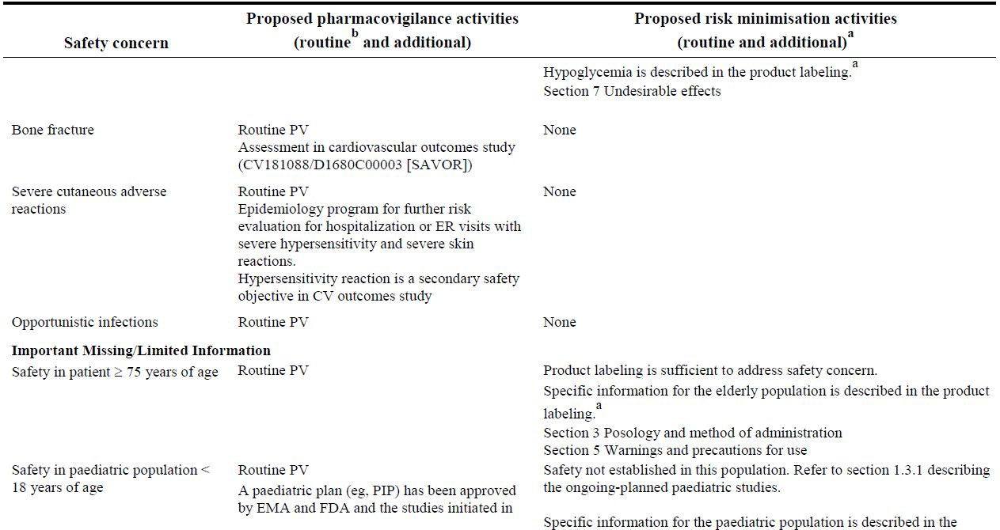 Safety concern
Proposed pharmacovigilance activities
(routineb and additional)
Proposed risk minimisation activities
(routine and additional)a
Hypoglycemia is described in the product labeling.a
Section 7 Undesirable effects
Bone fracture
Routine PV
Assessment in cardiovascular outcomes study
(CV181088/D1680C00003 [SAVOR])
None
Severe cutaneous adverse
reactions
Routine PV
Epidemiology program for further risk
evaluation for hospitalization or ER visits with
severe hypersensitivity and severe skin
reactions.
Hypersensitivity reaction is a secondary safety
objective in CV outcomes study
None
Opportunistic infections
Routine PV
None
Important Missing/Limited Information
Safety in patient ≥ 75 years of age
Routine PV
Product labeling is sufficient to address safety concern.
Specific information for the elderly population is described in the product
labeling.a
Section 3 Posology and method of administration
Section 5 Warnings and precautions for use
Safety in paediatric population <
18 years of age
Routine PV
A paediatric plan (eg, PIP) has been approved
by EMA and FDA and the studies initiated in
Safety not established in this population. Refer to section 1.3.1 describing
the ongoing-planned paediatric studies.
Specific information for the paediatric population is described in the